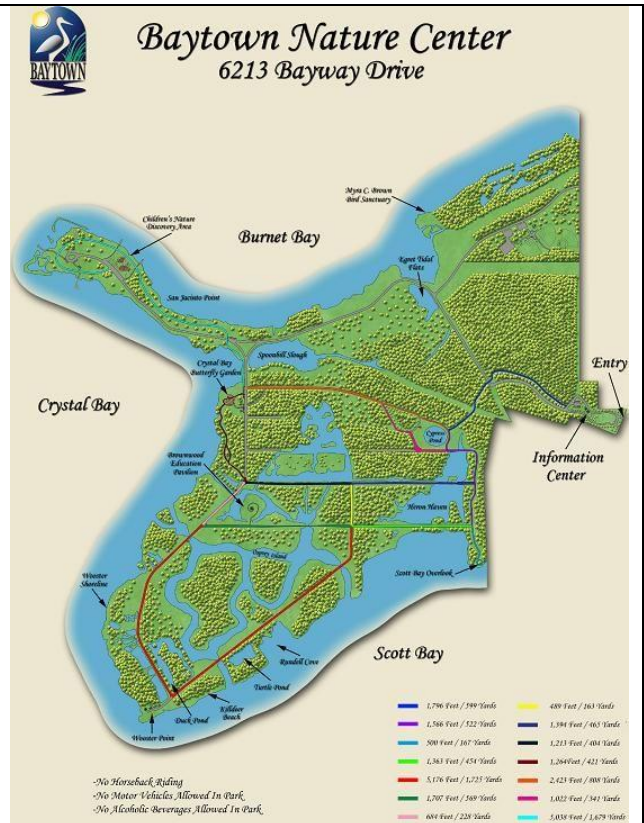 BAYTOWN
Baytown Nature Center
6213 Bayway Drive
Myra C. Brown
Bird Sanctuary
Children's Nature
Discovery Area
Burnet Bay
Egret Tidal
Flats
San Jacinto Point
Spoonbill Slough
Crystal Bay
Butterfly Garden
Entry
Crystal Bay
Cypress
Pond
Information
Center
Brownwood
Education
Pavilion
Heron Haven
Osprey Island
Scott Bay Overlook
Wooster
Shoreline
Scott Bay
Rundell Cove
Turtle Pond
Killdeer
Beach
Duck Pond
Wooster Point
1,796 Feet / 599 Yards
489 Feet / 163 Yards
1,566 Feet / 522 Yards
1,394 Feet / 465 Yards
500 Feet / 167 Yards
1,213 Feet / 404 Yards
1,363 Feet / 454 Yards
1,264Feet / 421 Yards
5,176 Feet / 1,725 Yards
2,423 Feet / 808 Yards
1,707 Feet / 569 Yards
1,022 Feet / 341 Yards
684 Feet / 228 Yards
5,038 Feet / 1,679 Yards
-No Horseback Riding
-No Motor Vehicles Allowed In Park
-No Alcoholic Beverages Allowed In Park